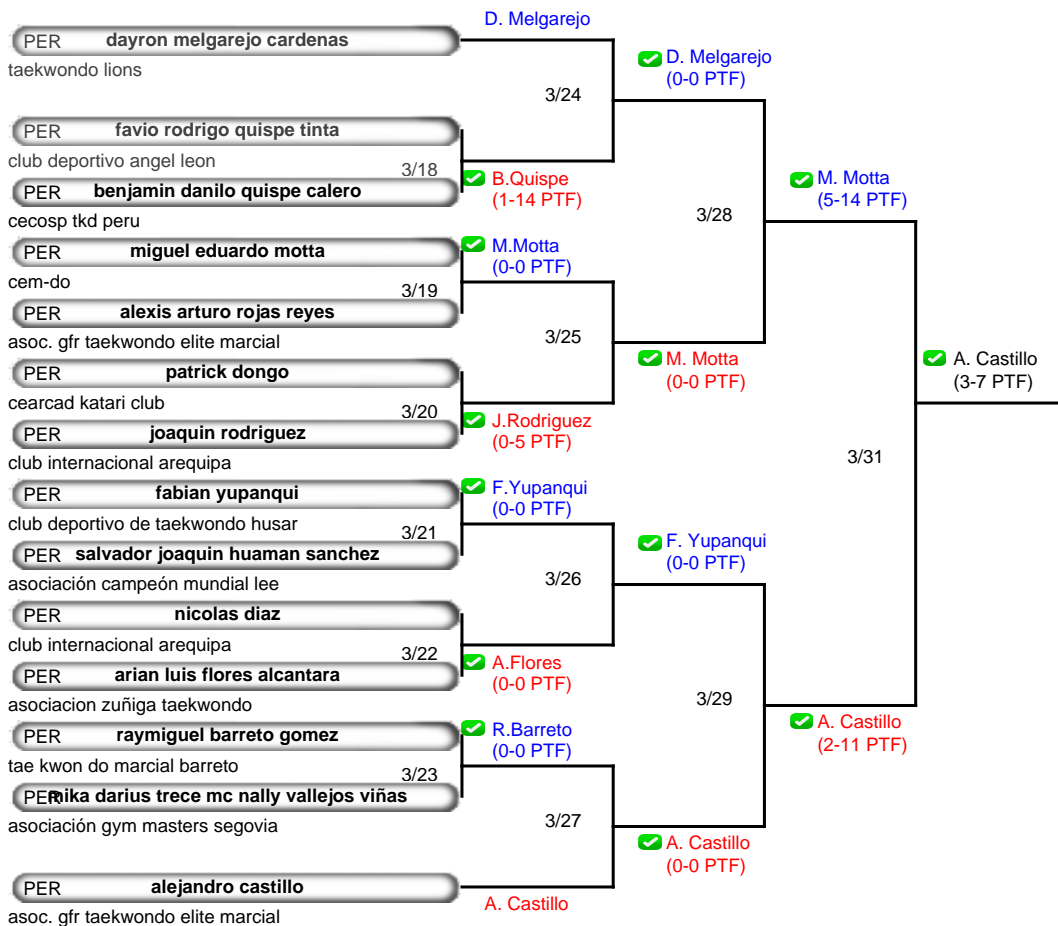 D. Melgarejo
PER dayron melgarejo cardenas
taekwondo lions
D. Melgarejo
(0-0 PTF)
3/24
PER favio rodrigo quispe tinta
club deportivo angel leon
3/18
PER benjamin danilo quispe calero
cecosp tkd peru
B.Quispe
(1-14 PTF)
M. Motta
(5-14 PTF)
3/28
PER miguel eduardo motta
cem-do
M.Motta
(0-0 PTF)
3/19
PER alexis arturo rojas reyes
asoc. gfr taekwondo elite marcial
3/25
PER patrick dongo
cearcad katari club
M. Motta
(0-0 PTF)
A. Castillo
(3-7 PTF)
3/20
PER joaquin rodriguez
club internacional arequipa
J.Rodriguez
(0-5 PTF)
3/31
PER fabian yupanqui
club deportivo de taekwondo husar
F.Yupanqui
(0-0 PTF)
3/21
PER salvador joaquin huaman sanchez
asociación campeón mundial lee
F. Yupanqui
(0-0 PTF)
3/26
PER nicolas diaz
club internacional arequipa
3/22
PER arian luis flores alcantara
asociacion zuñiga taekwondo
A.Flores
(0-0 PTF)
3/29
A. Castillo
(2-11 PTF)
PER raymiguel barreto gomez
tae kwon do marcial barreto
R.Barreto
(0-0 PTF)
3/23
PER mika darius trece mc nally vallejos viñas
asociación gym masters segovia
3/27
A. Castillo
(0-0 PTF)
PER alejandro castillo
asoc. gfr taekwondo elite marcial
A. Castillo